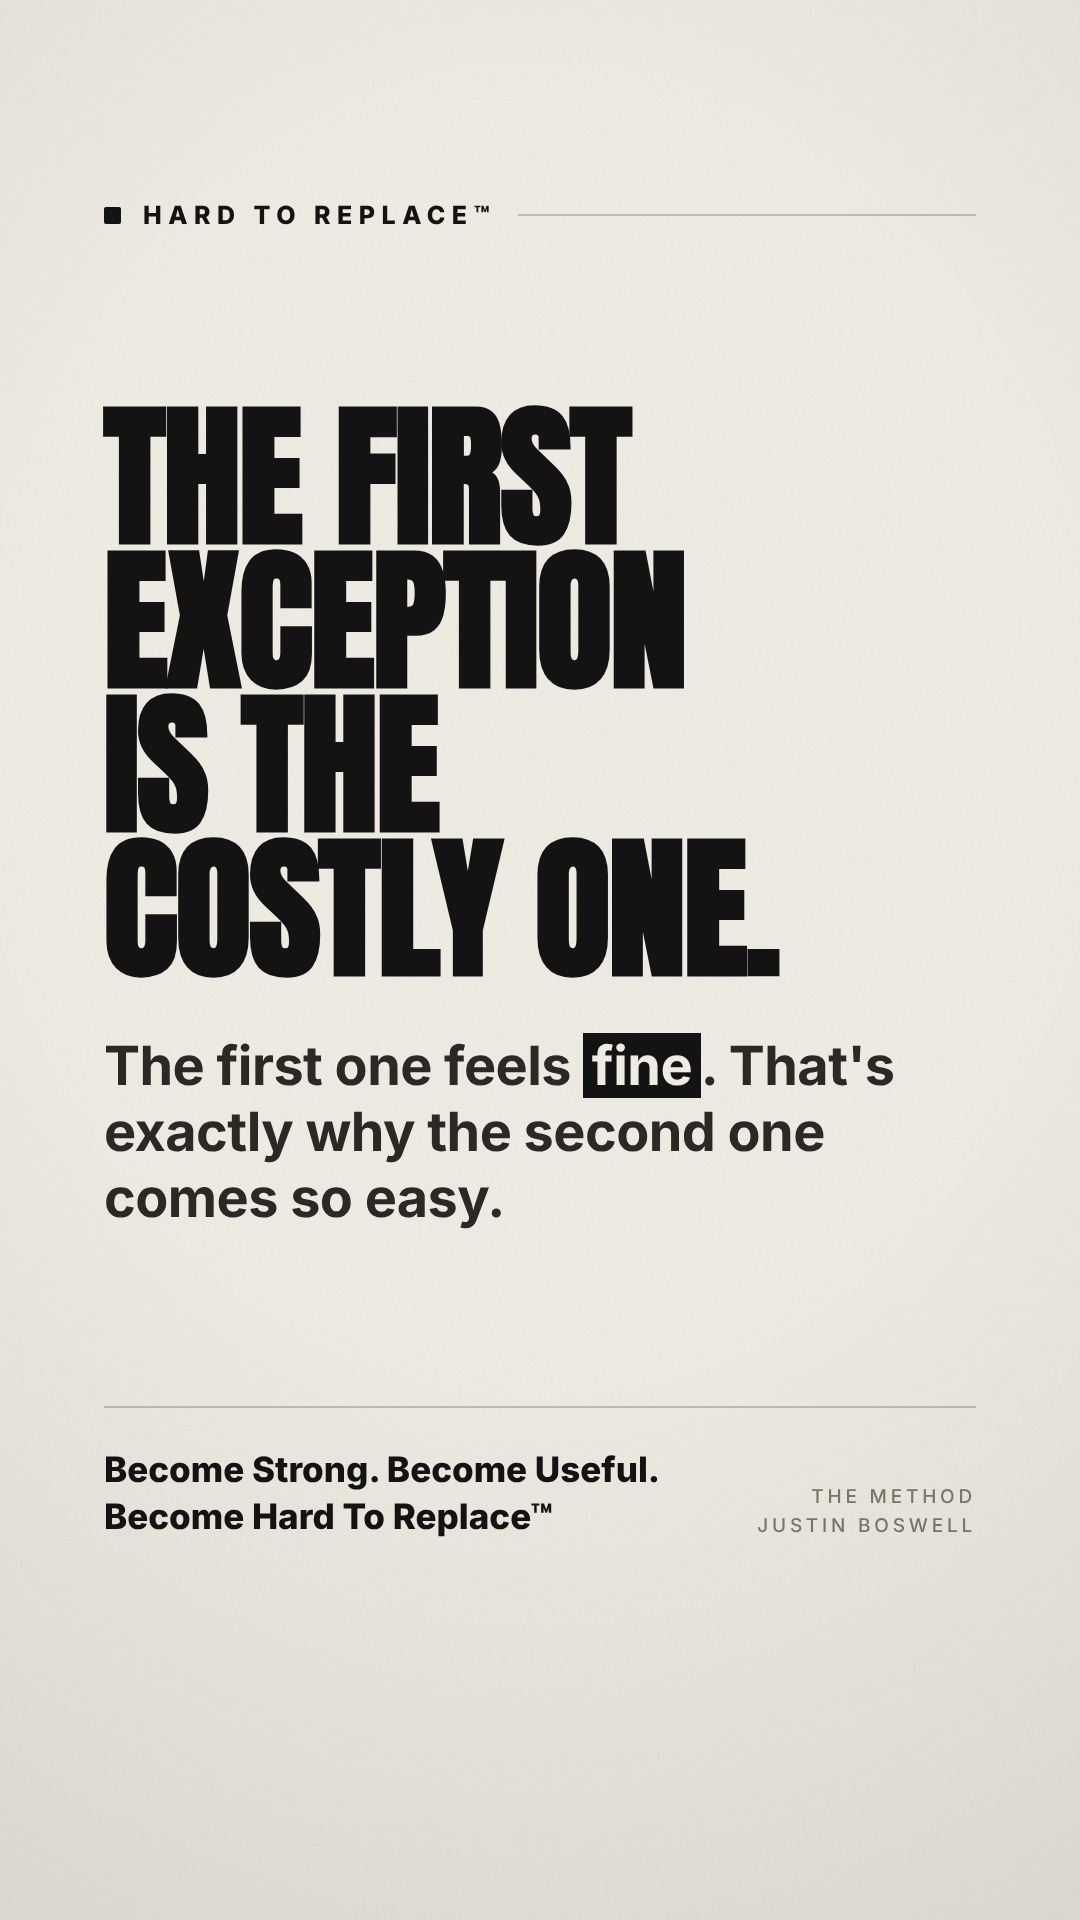 HARD TO REPLACE™
THE FIRST
EXCEPTION
IS THE
COSTLY ONE.
The first one feels fine. That's
exactly why the second one
comes so easy.
Become Strong. Become Useful.
Become Hard To Replace™
THE METHOD
JUSTIN BOSWELL